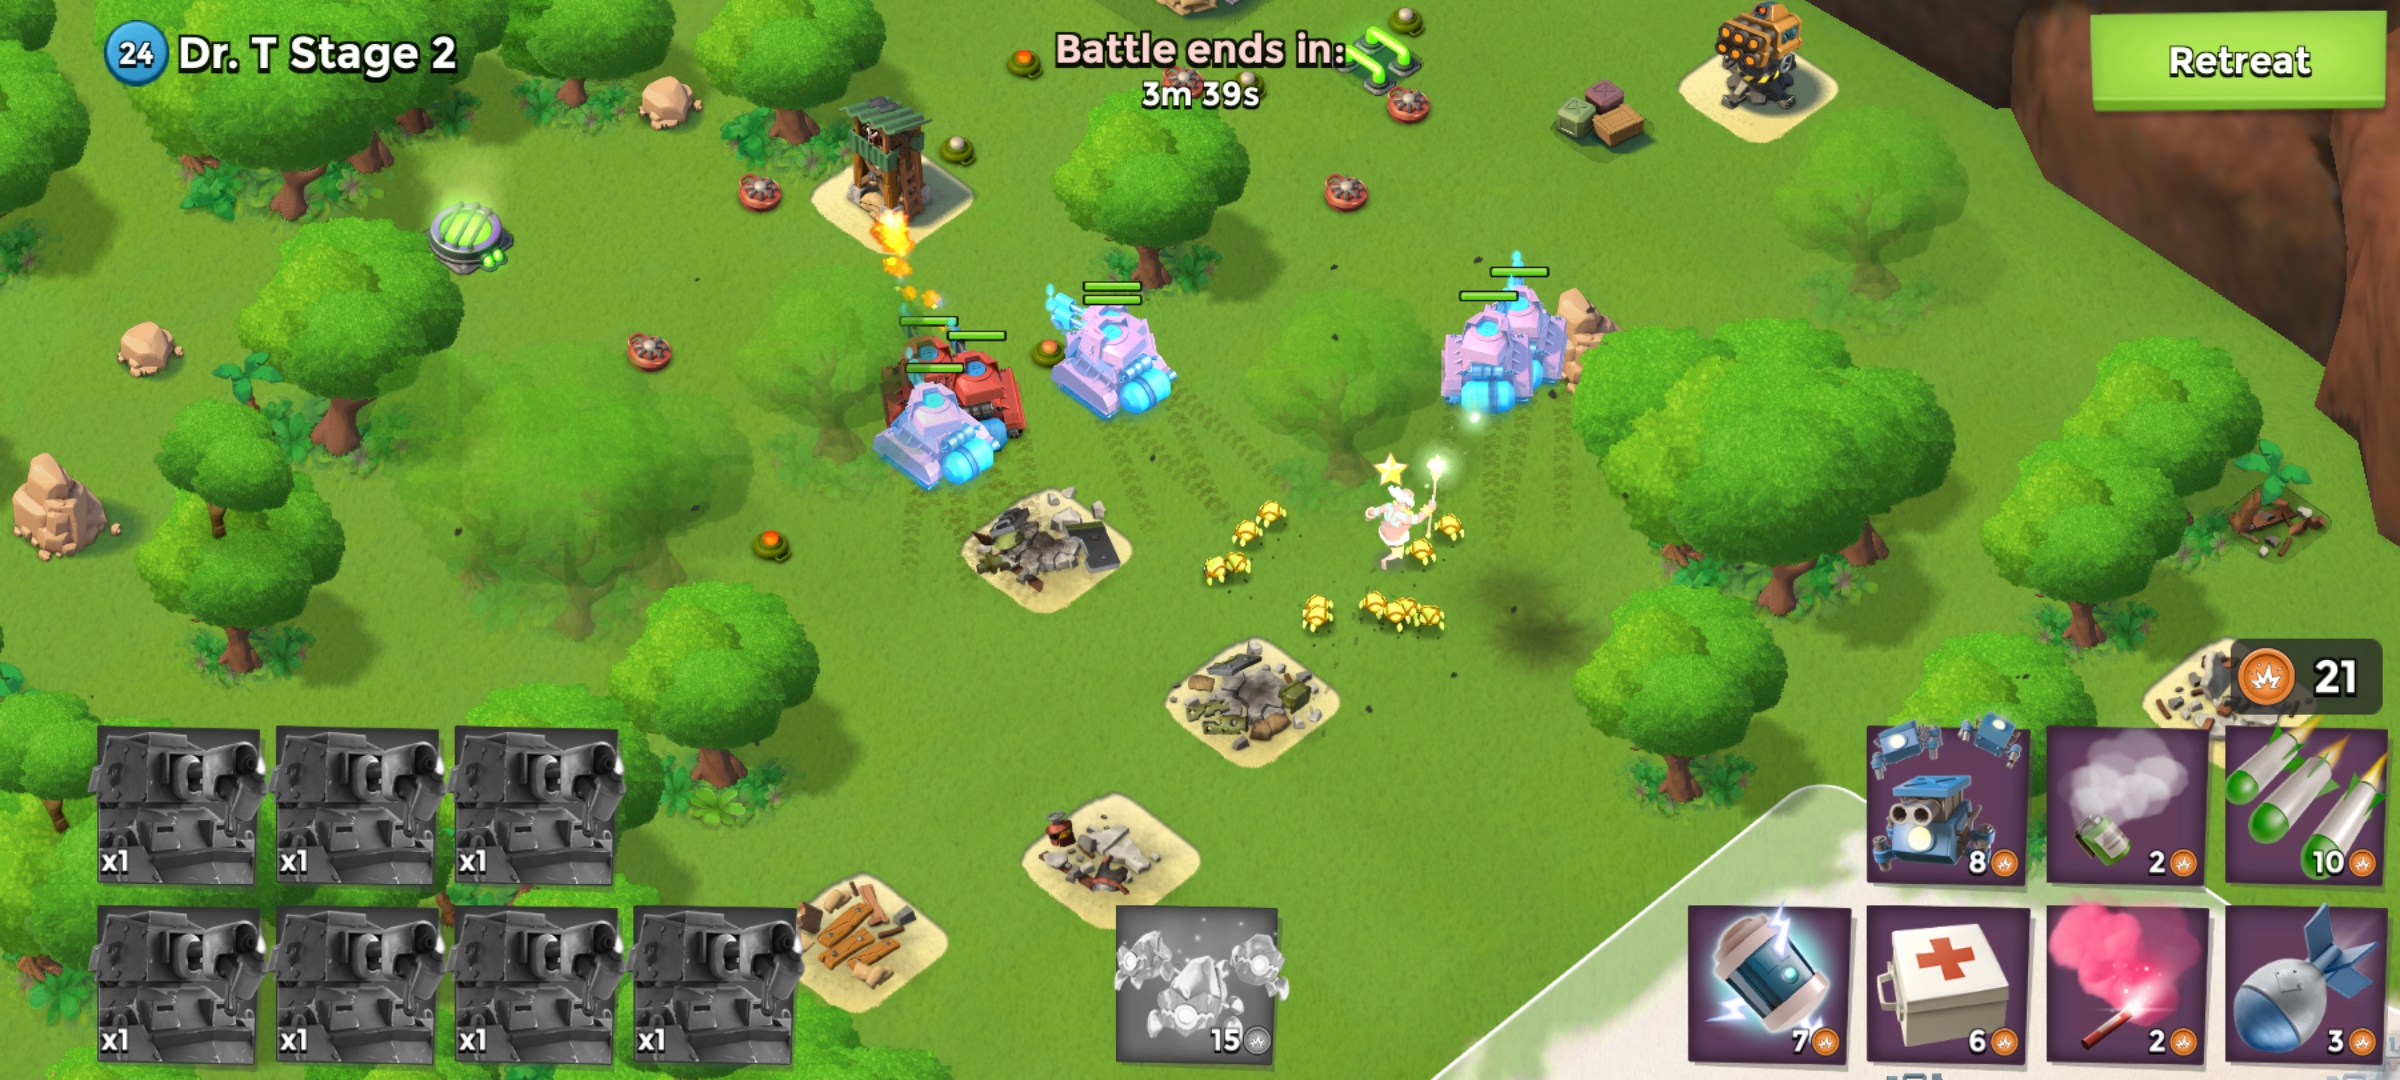 24 Dr. T Stage 2
Battle ends in:
3m 39s
Retreat
21
x1 x1 x1
8 2 10
x1 x1 x1 x1
15
7 6 2 3